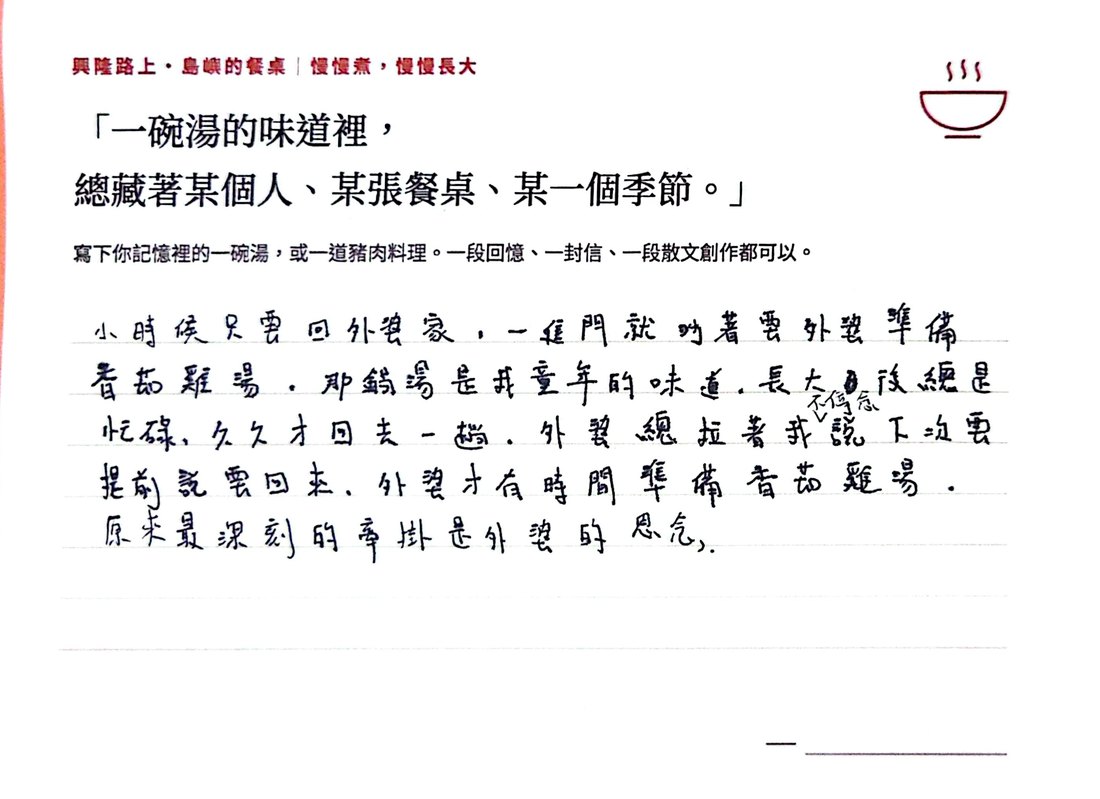 興隆路上・島嶼的餐桌｜慢慢煮，慢慢長大
「一碗湯的味道裡，
總藏著某個人、某張餐桌、某一個季節。」
寫下你記憶裡的一碗湯，或一道豬肉料理。一段回憶、一封信、一段散文創作都可以。
小時侯只要回外婆家，一進門就吵著要外婆準備
香菇雞湯．那鍋湯是我童年的味道．長大後總是
忙碌、久久才回去一趟．外婆總拉著我不停念說下次要
提前說要回來、外婆才有時間準備香菇雞湯．
原來最深刻的牽掛是外婆的思念．